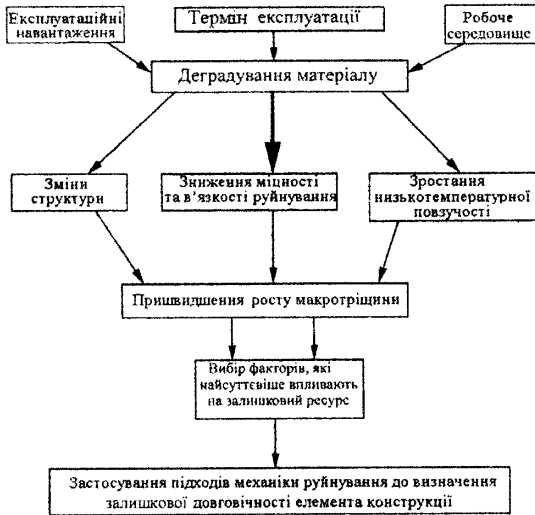 Експлуатаційні
навантаження
Термін експлуатації
Робоче
середовище
Деградування матеріалу
Зміни
структури
Зниження міцності
та в'язкості руйнування
Зростання
низькотемпературної
повзучості
Пришвидшення росту макротріщини
Вибір факторів, які
найсуттєвіше впливають
на залишковий ресурс
Застосування підходів механіки руйнування до визначення
залишкової довговічності елемента конструкції